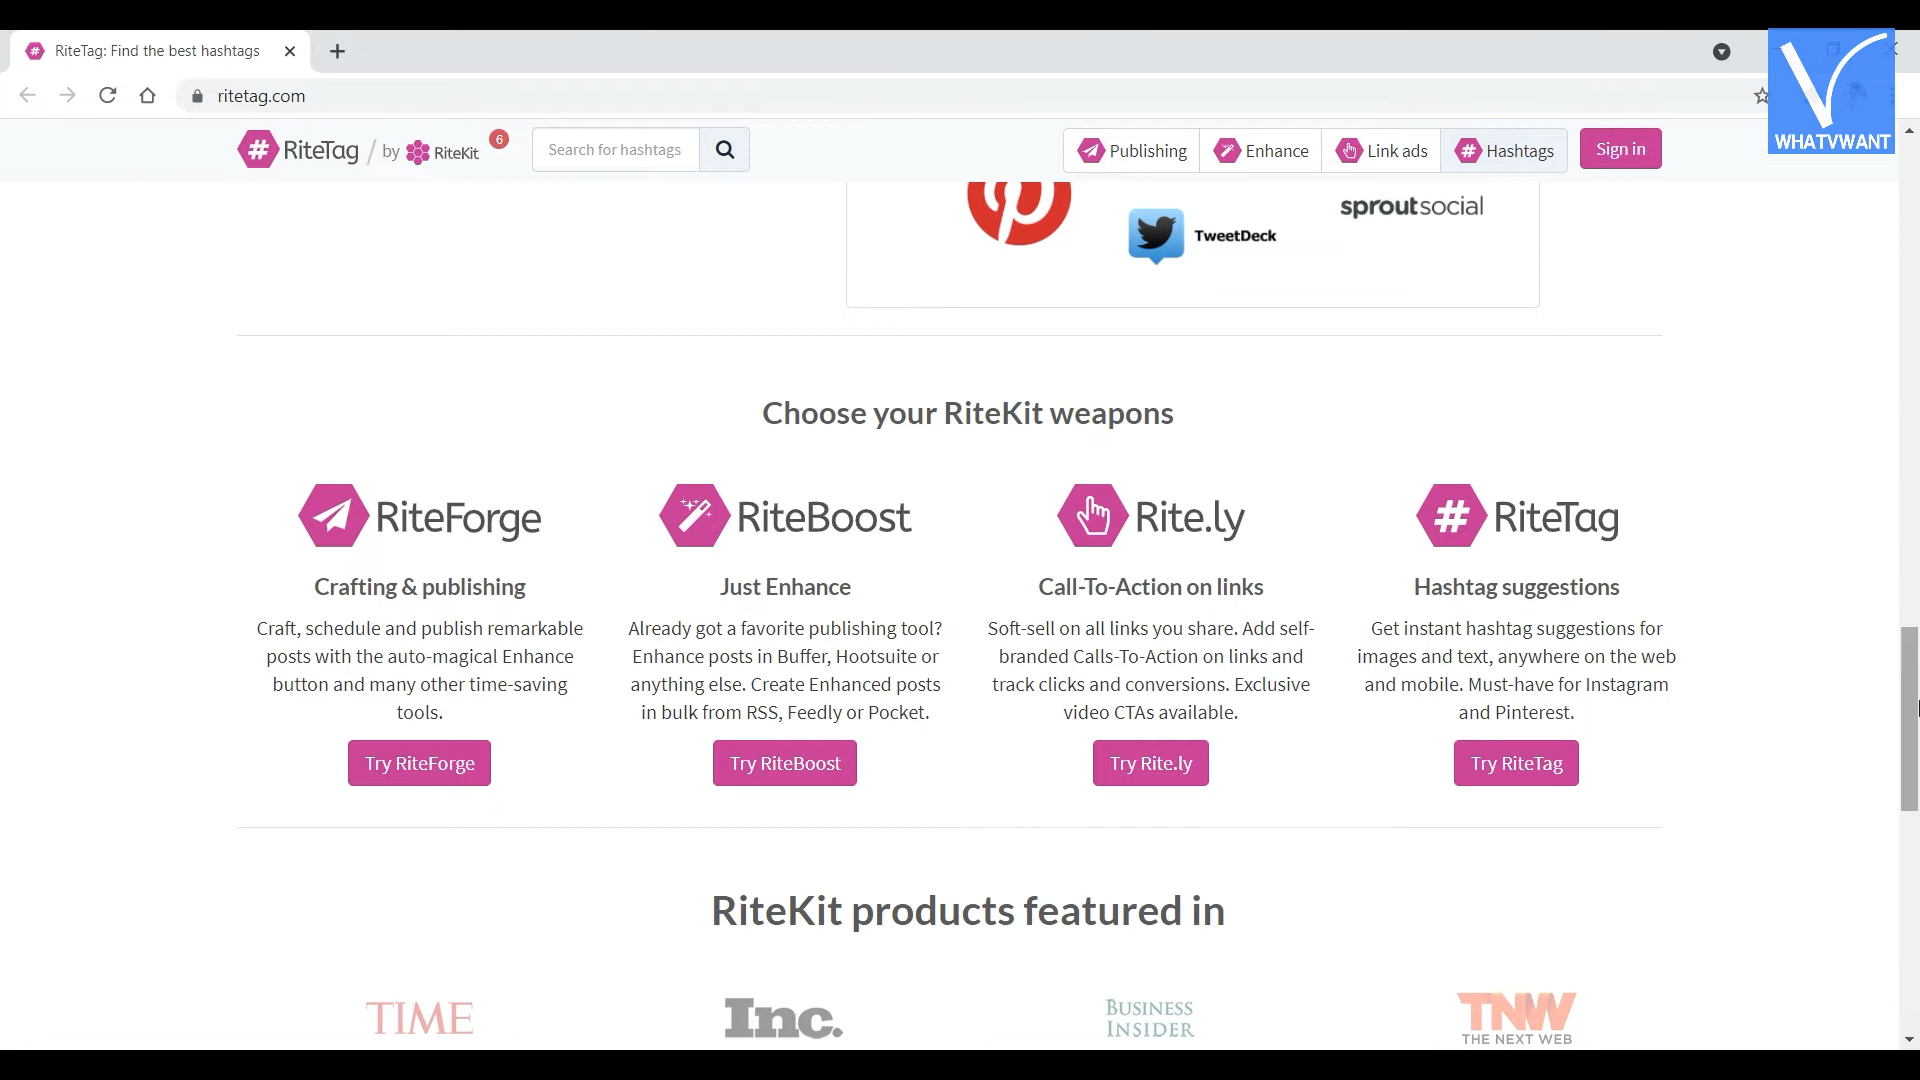 RiteTag: Find the best hashtags
ritetag.com
WHATVWANT
# RiteTag / by RiteKit 6
Search for hashtags
Publishing Enhance Link ads # Hashtags Sign in
sproutsocial
TweetDeck
Choose your RiteKit weapons
RiteForge RiteBoost Rite.ly # RiteTag
Crafting & publishing
Craft, schedule and publish remarkable
posts with the auto-magical Enhance
button and many other time-saving
tools.
Try RiteForge
Just Enhance
Already got a favorite publishing tool?
Enhance posts in Buffer, Hootsuite or
anything else. Create Enhanced posts
in bulk from RSS, Feedly or Pocket.
Try RiteBoost
Call-To-Action on links
Soft-sell on all links you share. Add self-
branded Calls-To-Action on links and
track clicks and conversions. Exclusive
video CTAs available.
Try Rite.ly
Hashtag suggestions
Get instant hashtag suggestions for
images and text, anywhere on the web
and mobile. Must-have for Instagram
and Pinterest.
Try RiteTag
RiteKit products featured in
TIME
Inc.
BUSINESS
INSIDER
TNW
THE NEXT WEB